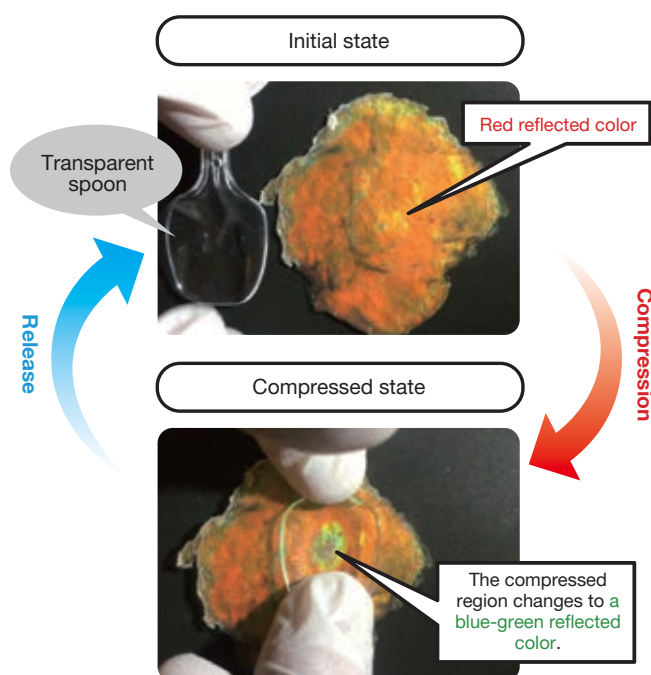 Initial state
Red reflected color
Transparent
spoon
Release
Compression
Compressed state
The compressed
region changes to a
blue-green reflected
color.